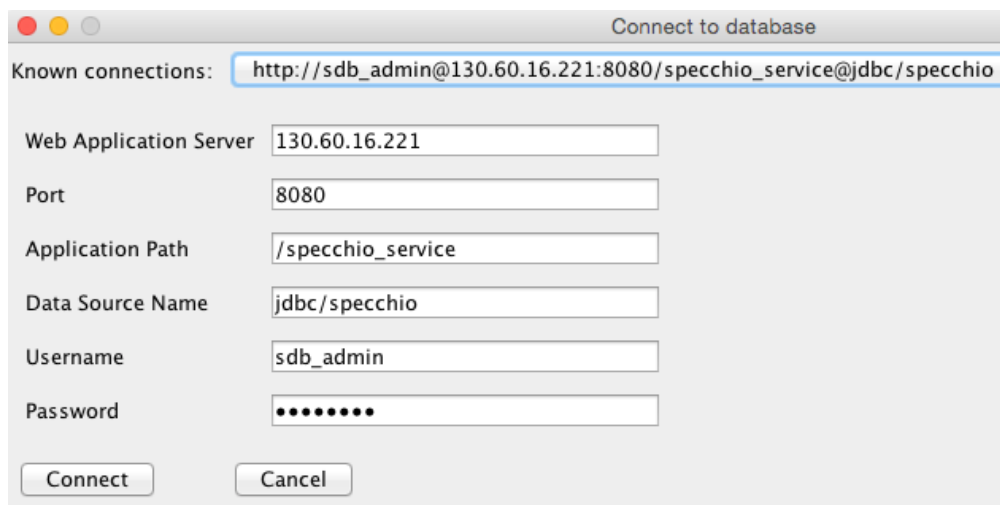 Connect to database
Known connections: http://sdb_admin@130.60.16.221:8080/specchio_service@jdbc/specchio
Web Application Server 130.60.16.221
Port 8080
Application Path /specchio_service
Data Source Name jdbc/specchio
Username sdb_admin
Password ••••••••
Connect Cancel